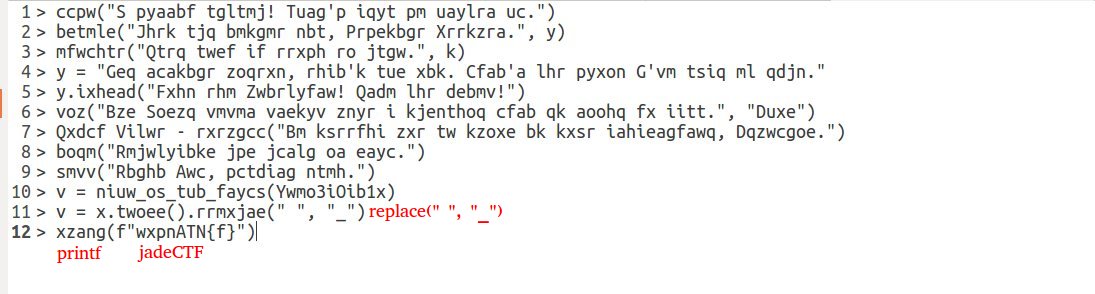 1 > ccpw("S pyaabf tgltmj! Tuag'p iqyt pm uaylra uc.")
2 > betmle("Jhrk tjq bmkgmr nbt, Prpekbgr Xrrkzra.", y)
3 > mfwchtr("Qtrq twef if rrxph ro jtgw.", k)
4 > y = "Geq acakbgr zoqrxn, rhib'k tue xbk. Cfab'a lhr pyxon G'vm tsiq ml qdjn."
5 > y.ixhead("Fxhn rhm Zwbrlyfaw! Qadm lhr debmv!")
6 > voz("Bze Soezq vmvma vaekyv znyr i kjenthoq cfab qk aoohq fx iitt.", "Duxe")
7 > Qxdcf Vilwr - rxrzgcc("Bm ksrrfhi zxr tw kzoxe bk kxsr iahieagfawq, Dqzwcgoe.")
8 > boqm("Rmjwlyibke jpe jcalg oa eayc.")
9 > smvv("Rbghb Awc, pctdiag ntmh.")
10 > v = niuw_os_tub_faycs(Ywmo3iOib1x)
11 > v = x.twoee().rrmxjae(" ", "_") replace(" ", "_")
12 > xzang(f"wxpnATN{f}")
printf jadeCTF